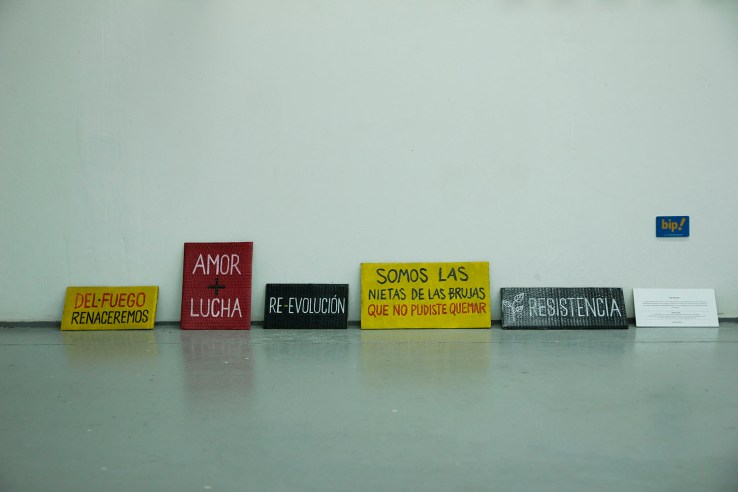 DEL·FUEGO
RENACEREMOS
AMOR
+
LUCHA
RE-EVOLUCIÓN
SOMOS LAS
NIETAS DE LAS BRUJAS
QUE NO PUDISTE QUEMAR
RESISTENCIA
bip!